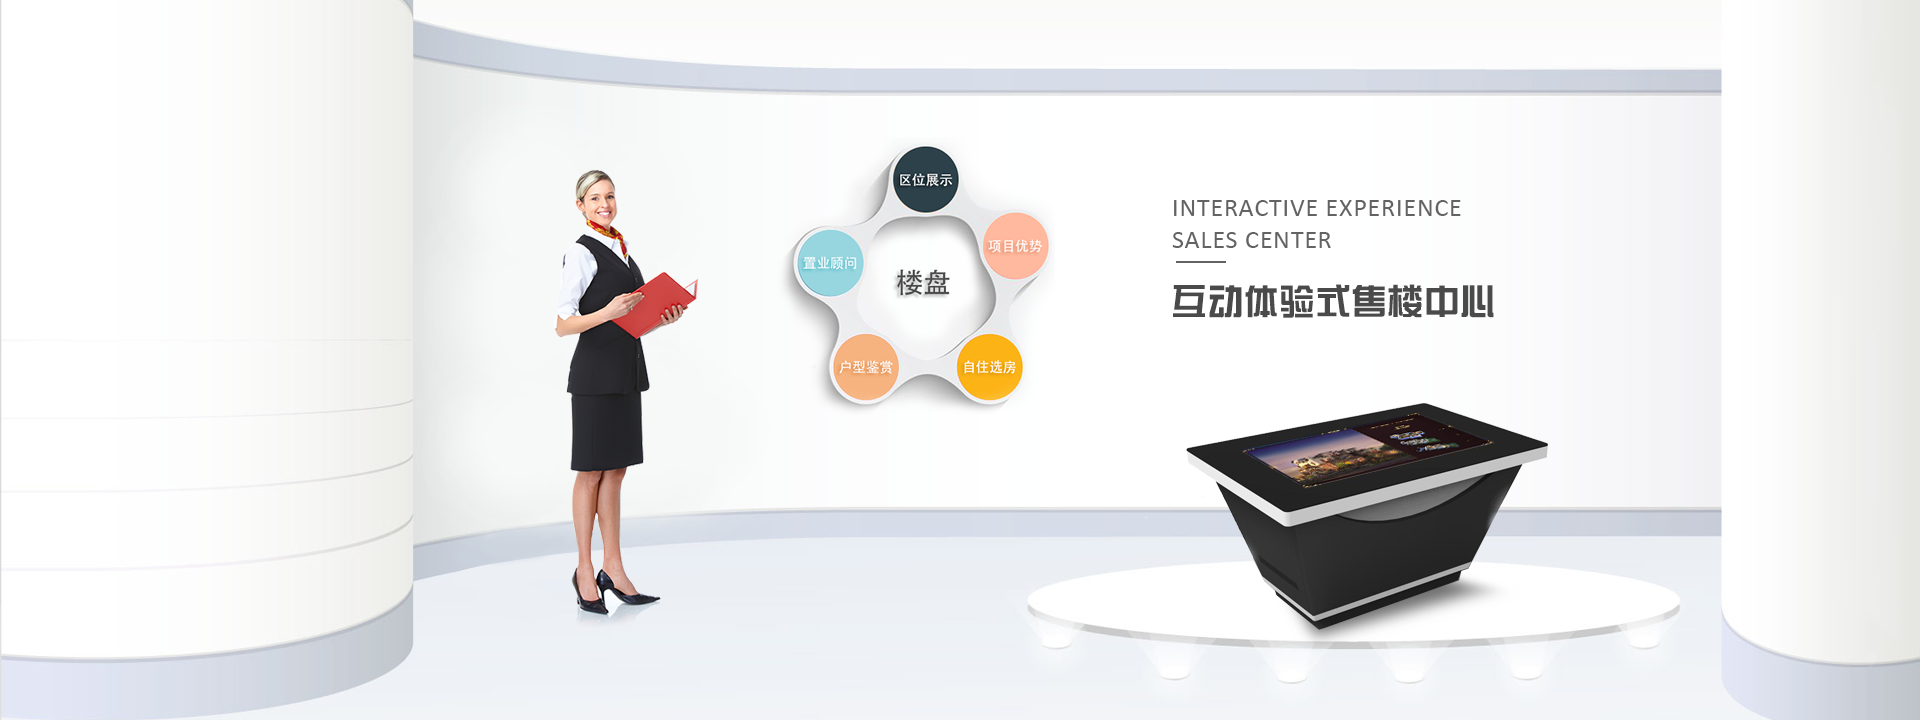 区位展示
项目优势
置业顾问
楼盘
户型鉴赏
自住选房
INTERACTIVE EXPERIENCE
SALES CENTER
互动体验式售楼中心